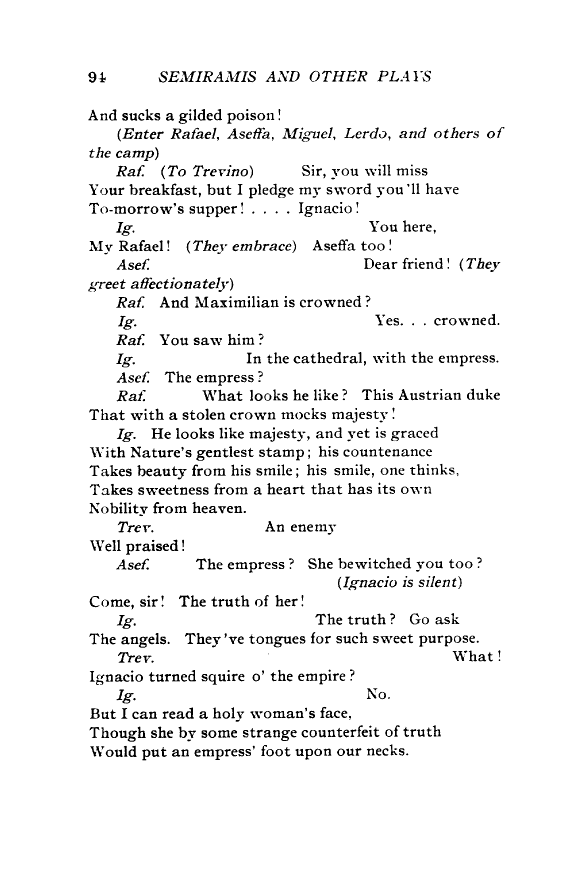 94 SEMIRAMIS AND OTHER PLAYS
And sucks a gilded poison!
(Enter Rafael, Aseffa, Miguel, Lerdo, and others of
the camp)
Raf. (To Trevino) Sir, you will miss
Your breakfast, but I pledge my sword you'll have
To-morrow's supper! . . . . Ignacio!
Ig. You here,
My Rafael! (They embrace) Aseffa too!
Asef. Dear friend! (They
greet affectionately)
Raf. And Maximilian is crowned?
Ig. Yes. . . crowned.
Raf. You saw him?
Ig. In the cathedral, with the empress.
Asef. The empress?
Raf. What looks he like? This Austrian duke
That with a stolen crown mocks majesty!
Ig. He looks like majesty, and yet is graced
With Nature's gentlest stamp; his countenance
Takes beauty from his smile; his smile, one thinks,
Takes sweetness from a heart that has its own
Nobility from heaven.
Trev. An enemy
Well praised!
Asef. The empress? She bewitched you too?
(Ignacio is silent)
Come, sir! The truth of her!
Ig. The truth? Go ask
The angels. They've tongues for such sweet purpose.
Trev. What!
Ignacio turned squire o' the empire?
Ig. No.
But I can read a holy woman's face,
Though she by some strange counterfeit of truth
Would put an empress' foot upon our necks.